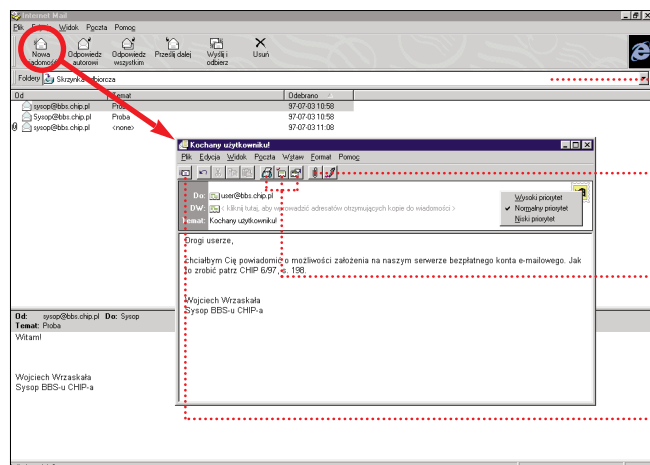 Internet Mail
Plik Edycja Widok Poczta Pomoc
Nowa wiadomość
Odpowiedz autorowi
Odpowiedz wszystkim
Prześlij dalej
Wyślij i odbierz
Usuń
Foldery Skrzynka odbiorcza
Od Temat Odebrano
sysop@bbs.chip.pl Proba 97-07-03 10:58
Sysop@bbs.chip.pl Proba 97-07-03 10:58
sysop@bbs.chip.pl <none> 97-07-03 11:08
Kochany użytkowniku!
Plik Edycja Widok Poczta Wstaw Format Pomoc
Do: user@bbs.chip.pl
DW: < kliknij tutaj, aby wprowadzić adresatów otrzymujących kopie do wiadomości >
Temat: Kochany użytkowniku!
Wysoki priorytet
Normalny priorytet
Niski priorytet
Drogi userze,
chciałbym Cię powiadomić o możliwości założenia na naszym serwerze bezpłatnego konta e-mailowego. Jak
to zrobić patrz CHIP 6/97, s. 198.
Wojciech Wrzaskała
Sysop BBS-u CHIP-a
Od: sysop@bbs.chip.pl Do: Sysop
Temat: Proba
Witam!
Wojciech Wrzaskała
Sysop BBS-u CHIP-a